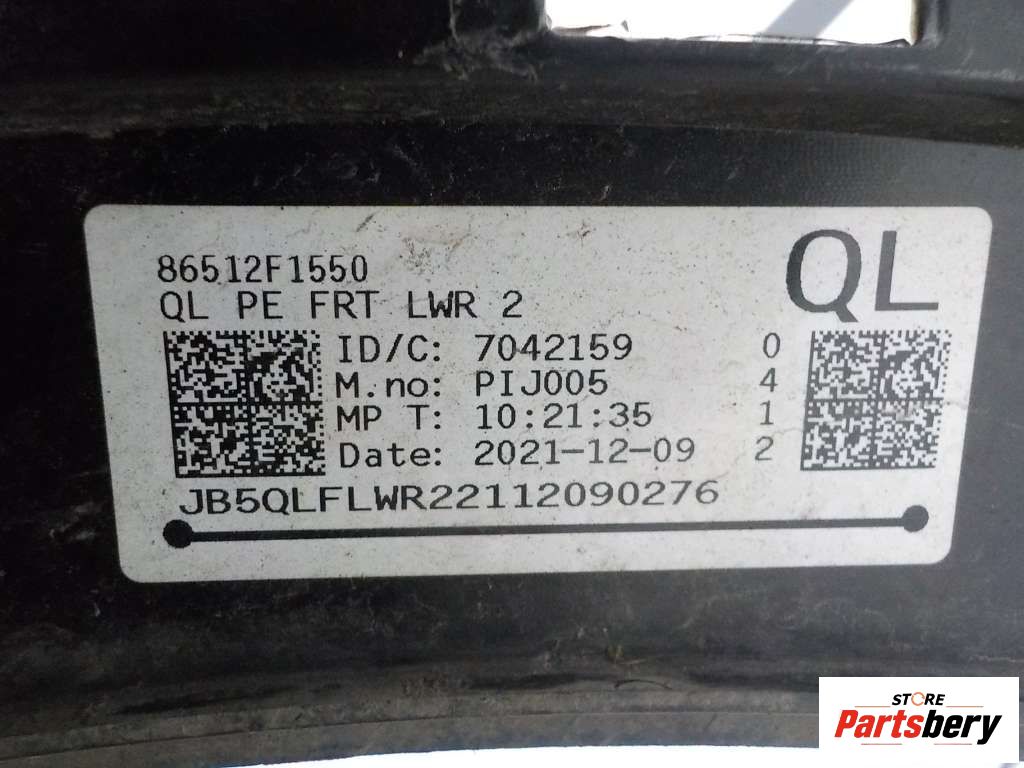 86512F1550
QL PE FRT LWR 2
QL
ID/C: 7042159 0
M.no: PIJ005 4
MP T: 10:21:35 1
Date: 2021-12-09 2
JB5QLFLWR22112090276
STORE
Partsbery